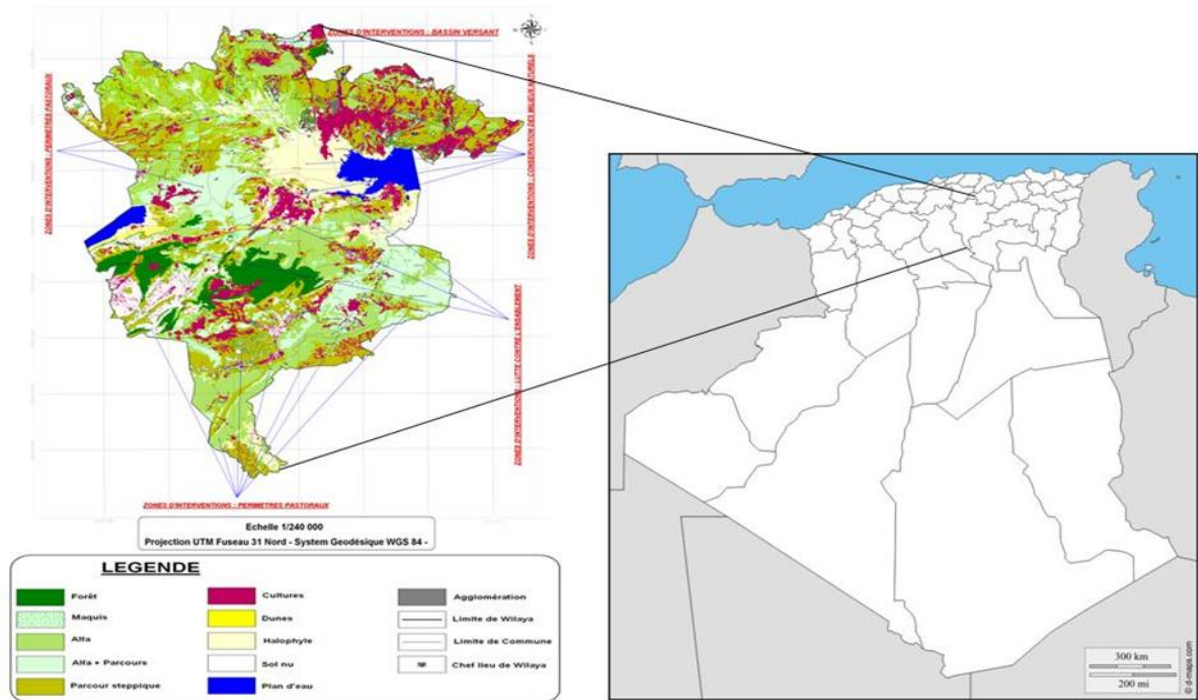 ZONES D'INTERVENTIONS : BASSIN VERSANT
ZONES D'INTERVENTIONS : PERIMETRES PASTORAUX
ZONES D'INTERVENTIONS : CONSERVATION DES MILIEUX NATURELS
ZONES D'INTERVENTIONS : LUTTE CONTRE L'ENSABLEMENT
ZONES D'INTERVENTIONS : PERIMETRES PASTORAUX
Echelle 1/240 000
Projection UTM Fuseau 31 Nord - System Geodésique WGS 84 -
LEGENDE
Forêt
Maquis
Alfa
Alfa + Parcours
Parcour steppique
Cultures
Dunes
Halophyle
Sol nu
Plan d'eau
Agglomération
Limite de Wilaya
Limite de Commune
Chef lieu de Wilaya
300 km
200 mi
© d-maps.com